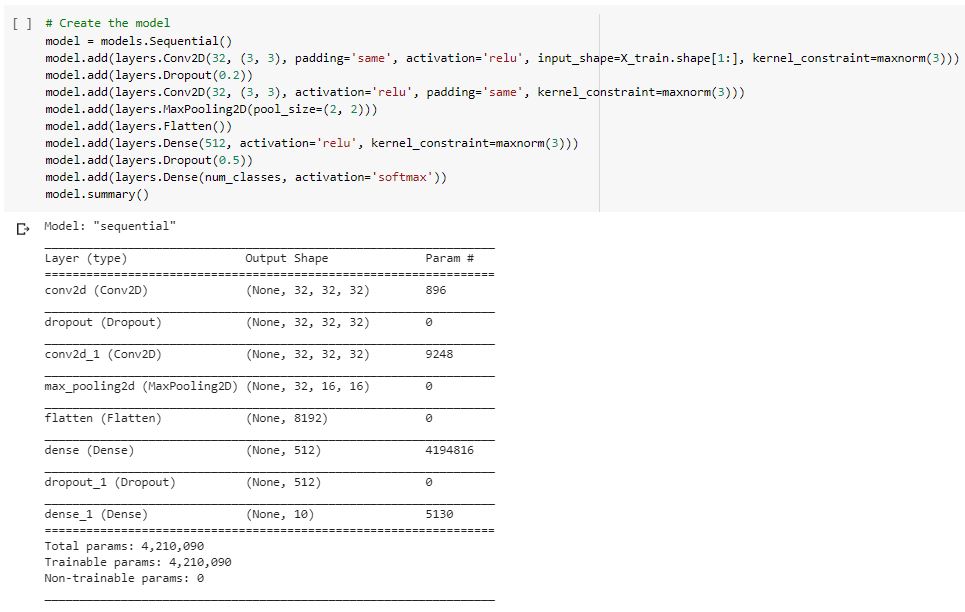 [ ] # Create the model
model = models.Sequential()
model.add(layers.Conv2D(32, (3, 3), padding='same', activation='relu', input_shape=X_train.shape[1:], kernel_constraint=maxnorm(3)))
model.add(layers.Dropout(0.2))
model.add(layers.Conv2D(32, (3, 3), activation='relu', padding='same', kernel_constraint=maxnorm(3)))
model.add(layers.MaxPooling2D(pool_size=(2, 2)))
model.add(layers.Flatten())
model.add(layers.Dense(512, activation='relu', kernel_constraint=maxnorm(3)))
model.add(layers.Dropout(0.5))
model.add(layers.Dense(num_classes, activation='softmax'))
model.summary()
Model: "sequential"
_________________________________________________________________
Layer (type)                 Output Shape              Param #
=================================================================
conv2d (Conv2D)              (None, 32, 32, 32)        896
_________________________________________________________________
dropout (Dropout)            (None, 32, 32, 32)        0
_________________________________________________________________
conv2d_1 (Conv2D)            (None, 32, 32, 32)        9248
_________________________________________________________________
max_pooling2d (MaxPooling2D) (None, 32, 16, 16)        0
_________________________________________________________________
flatten (Flatten)            (None, 8192)              0
_________________________________________________________________
dense (Dense)                (None, 512)               4194816
_________________________________________________________________
dropout_1 (Dropout)          (None, 512)               0
_________________________________________________________________
dense_1 (Dense)              (None, 10)                5130
=================================================================
Total params: 4,210,090
Trainable params: 4,210,090
Non-trainable params: 0
_________________________________________________________________